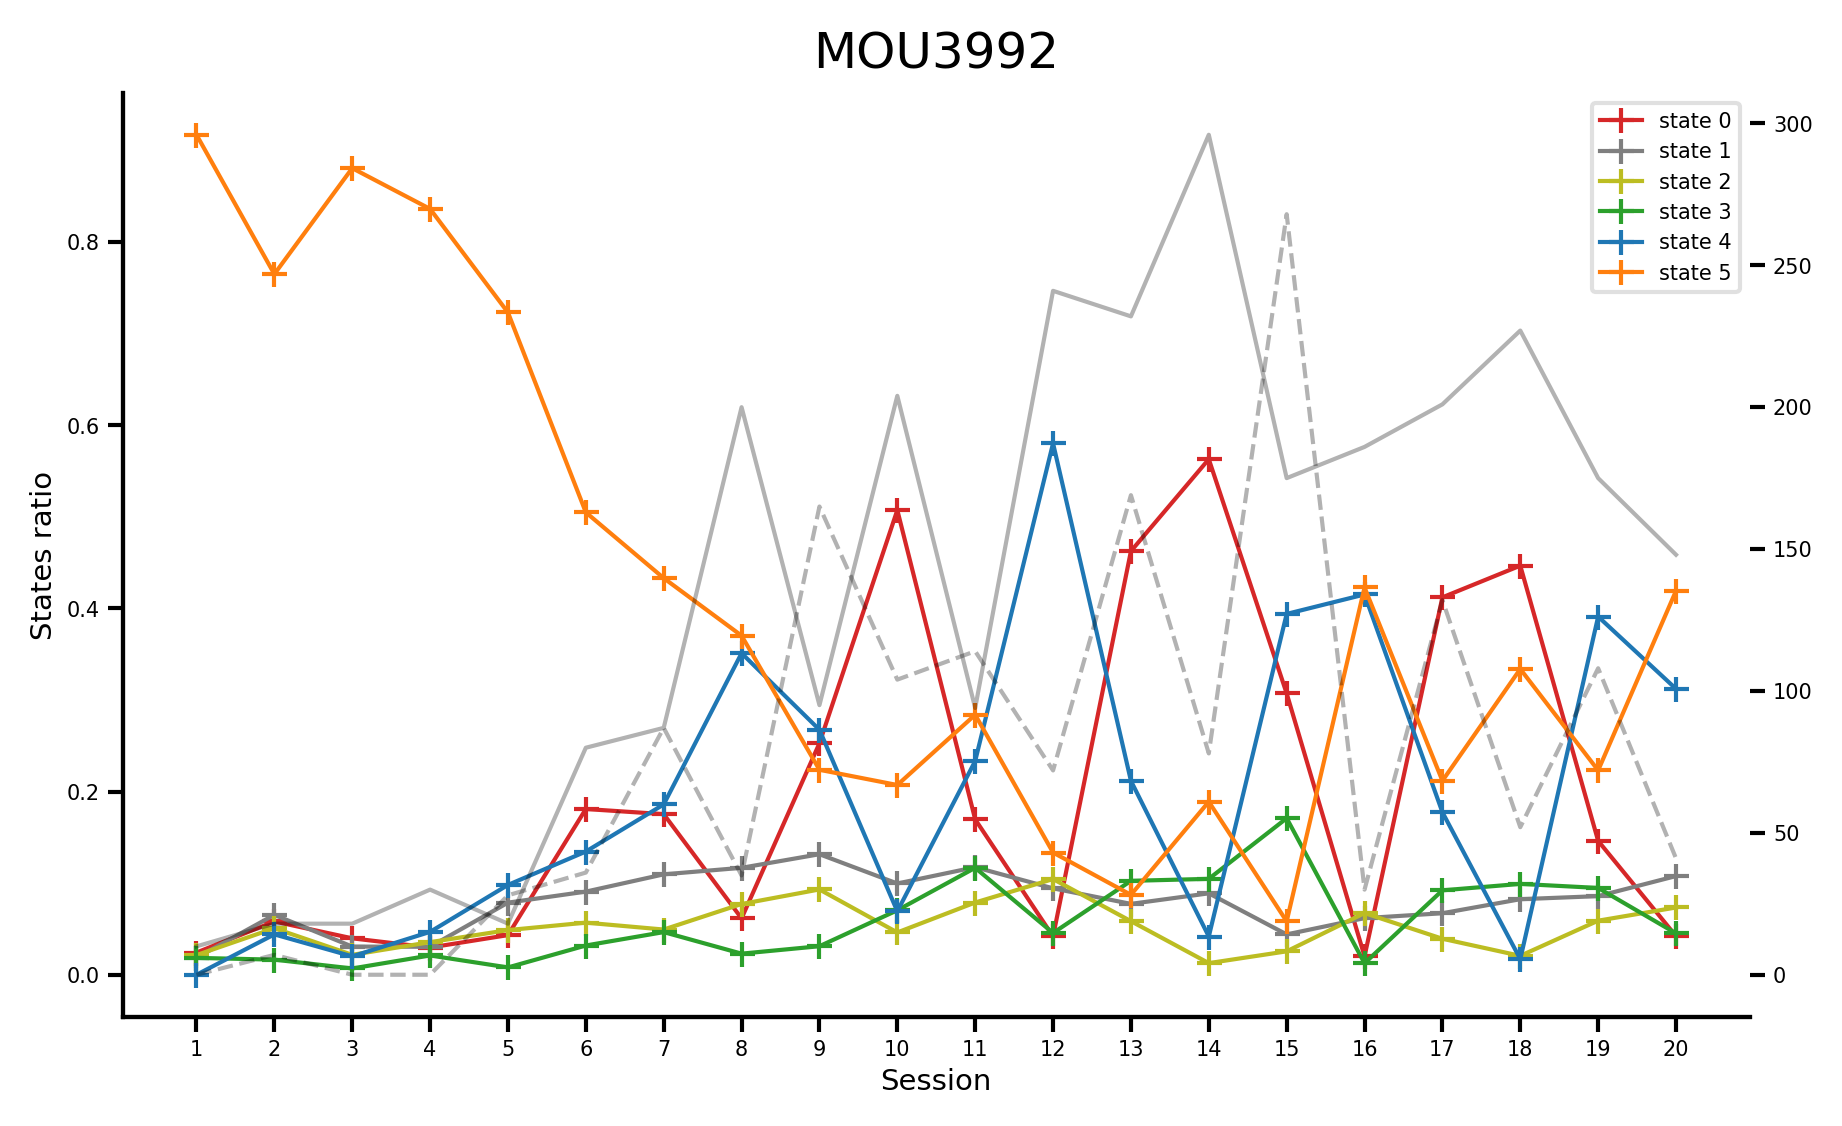 MOU3992
States ratio
0.8
0.6
0.4
0.2
0.0
300
250
200
150
100
50
0
state 0
state 1
state 2
state 3
state 4
state 5
1 2 3 4 5 6 7 8 9 10 11 12 13 14 15 16 17 18 19 20
Session